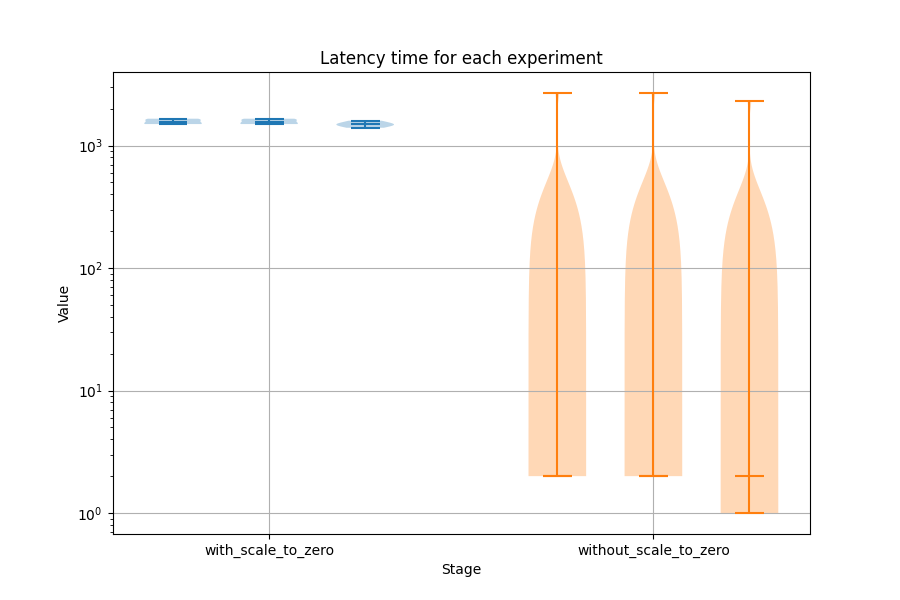 Latency time for each experiment
Value
10³
10²
10¹
10⁰
with_scale_to_zero
without_scale_to_zero
Stage